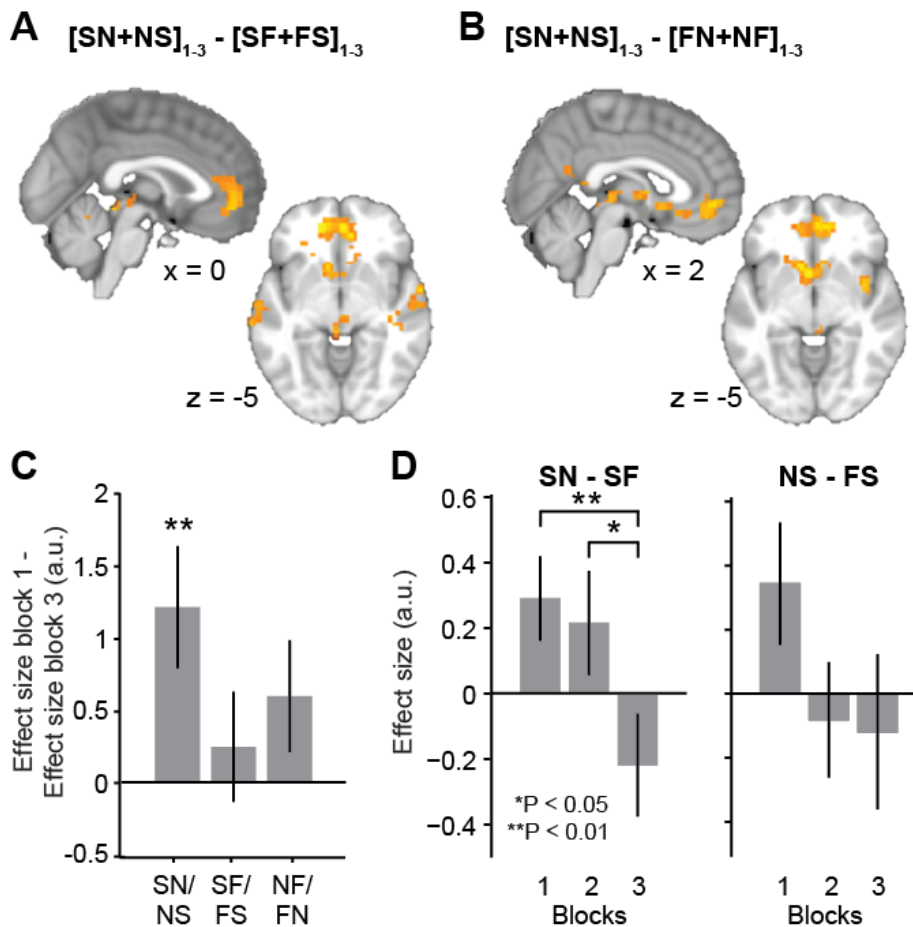 A
[SN+NS]1-3 - [SF+FS]1-3
B
[SN+NS]1-3 - [FN+NF]1-3
x = 0
z = -5
x = 2
z = -5
C
Effect size block 1 -
Effect size block 3 (a.u.)
2
1.5
1
0.5
0
-0.5
**
SN/
NS
SF/
FS
NF/
FN
D
SN - SF
Effect size (a.u.)
0.6
0.4
0.2
0
−0.2
−0.4
**
*
*P < 0.05
**P < 0.01
1 2 3
Blocks
NS - FS
1 2 3
Blocks